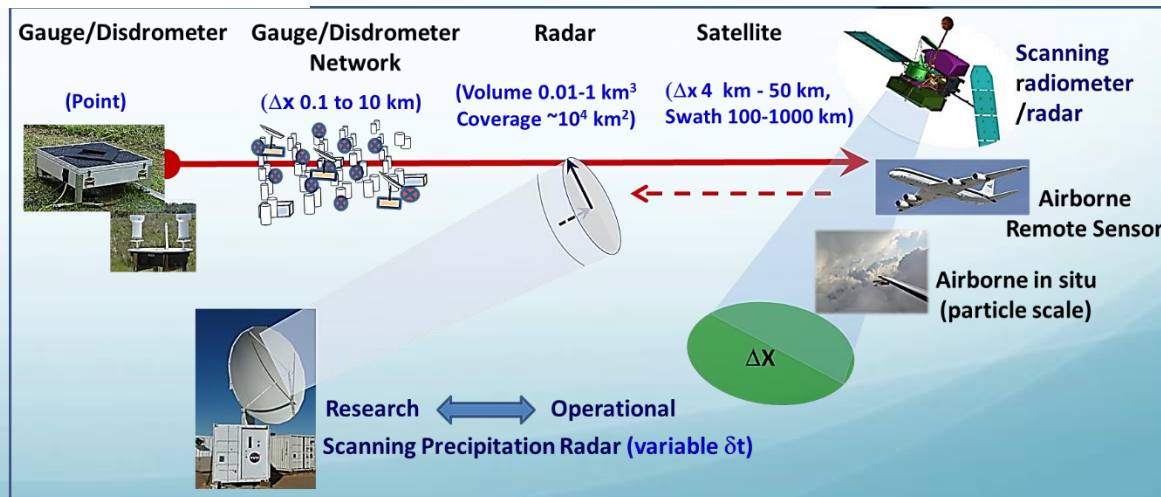 Gauge/Disdrometer
(Point)
Gauge/Disdrometer
Network
(Δx 0.1 to 10 km)
Radar
(Volume 0.01-1 km³
Coverage ~10⁴ km²)
Satellite
(Δx 4 km - 50 km,
Swath 100-1000 km)
Scanning
radiometer
/radar
Airborne
Remote Sensor
Airborne in situ
(particle scale)
ΔX
Research
Operational
Scanning Precipitation Radar (variable δt)